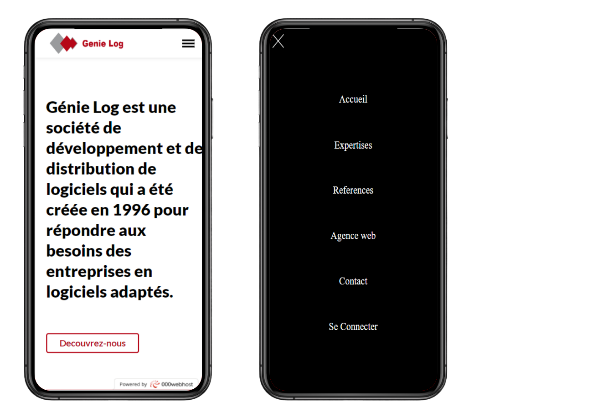 Genie Log
Génie Log est une
société de
développement et de
distribution de
logiciels qui a été
créée en 1996 pour
répondre aux
besoins des
entreprises en
logiciels adaptés.
Decouvrez-nous
Powered by 000webhost
Accueil
Expertises
References
Agence web
Contact
Se Connecter